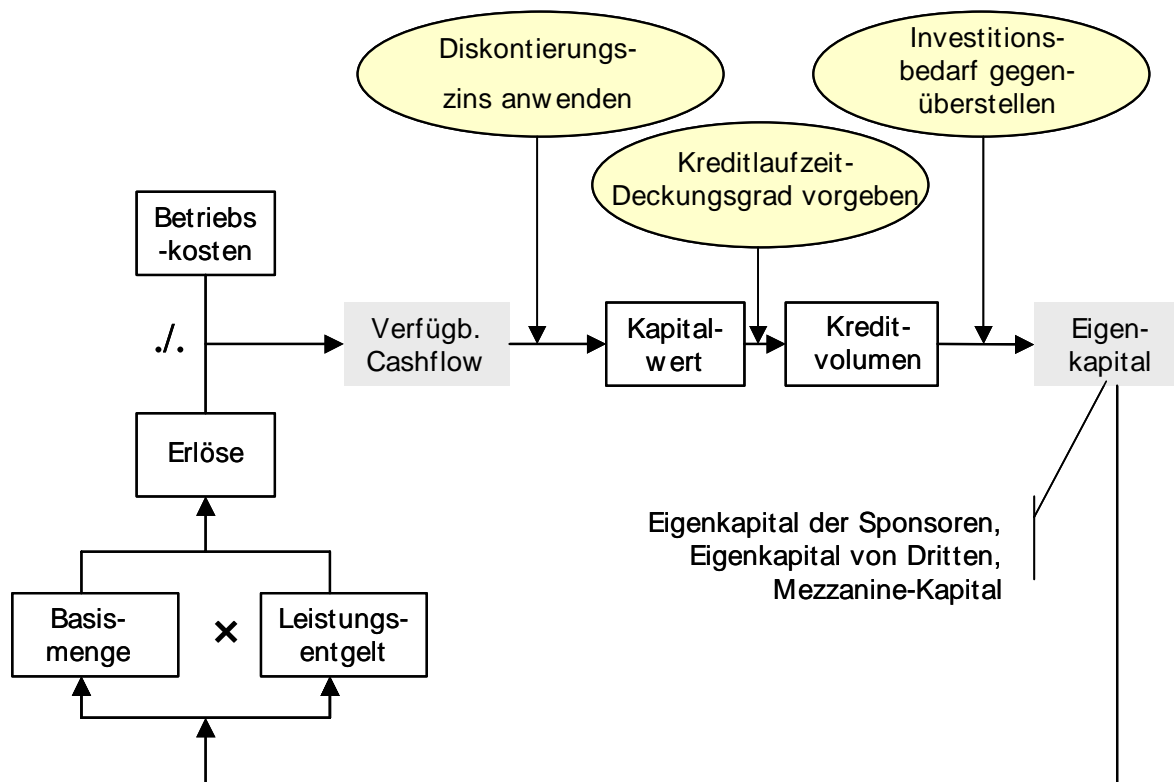 Diskontierungs-
zins anwenden
Investitions-
bedarf gegen-
überstellen
Kreditlaufzeit-
Deckungsgrad vorgeben
Betriebs
-kosten
./.
Verfügb.
Cashflow
Kapital-
wert
Kredit-
volumen
Eigen-
kapital
Erlöse
Eigenkapital der Sponsoren,
Eigenkapital von Dritten,
Mezzanine-Kapital
Basis-
menge
×
Leistungs-
entgelt